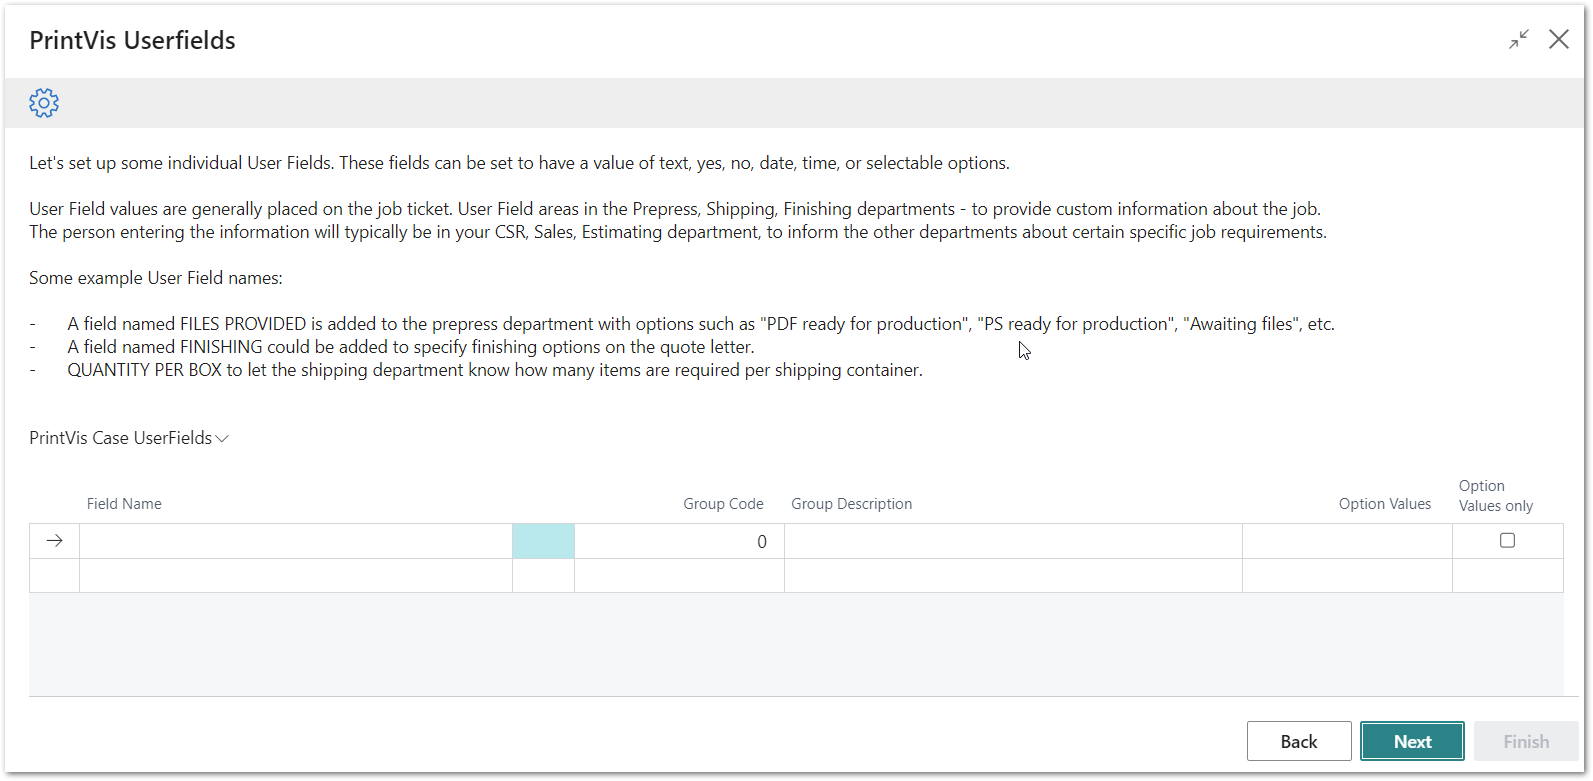 PrintVis Userfields
Let's set up some individual User Fields. These fields can be set to have a value of text, yes, no, date, time, or selectable options.
User Field values are generally placed on the job ticket. User Field areas in the Prepress, Shipping, Finishing departments - to provide custom information about the job.
The person entering the information will typically be in your CSR, Sales, Estimating department, to inform the other departments about certain specific job requirements.
Some example User Field names:
- A field named FILES PROVIDED is added to the prepress department with options such as "PDF ready for production", "PS ready for production", "Awaiting files", etc.
- A field named FINISHING could be added to specify finishing options on the quote letter.
- QUANTITY PER BOX to let the shipping department know how many items are required per shipping container.
PrintVis Case UserFields
Field Name Group Code Group Description Option Values Option
Values only
0
Back Next Finish